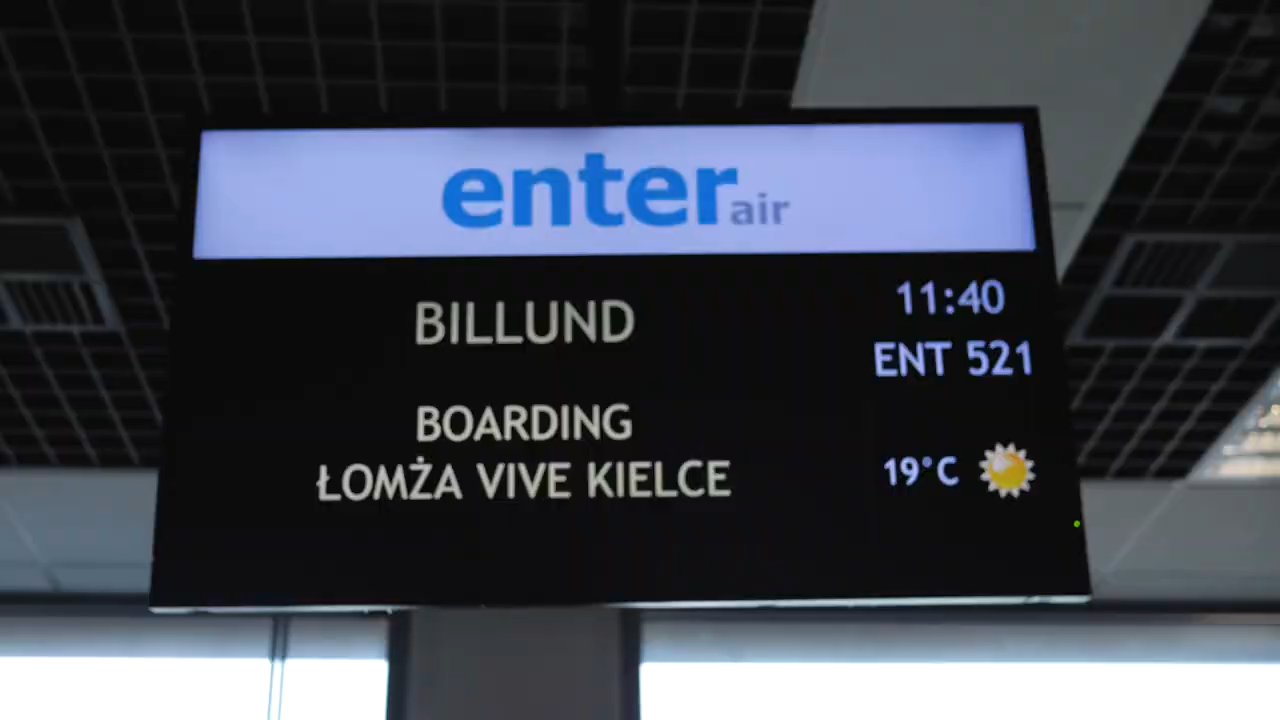 enter air
BILLUND
11:40
ENT 521
BOARDING
ŁOMŻA VIVE KIELCE
19°C